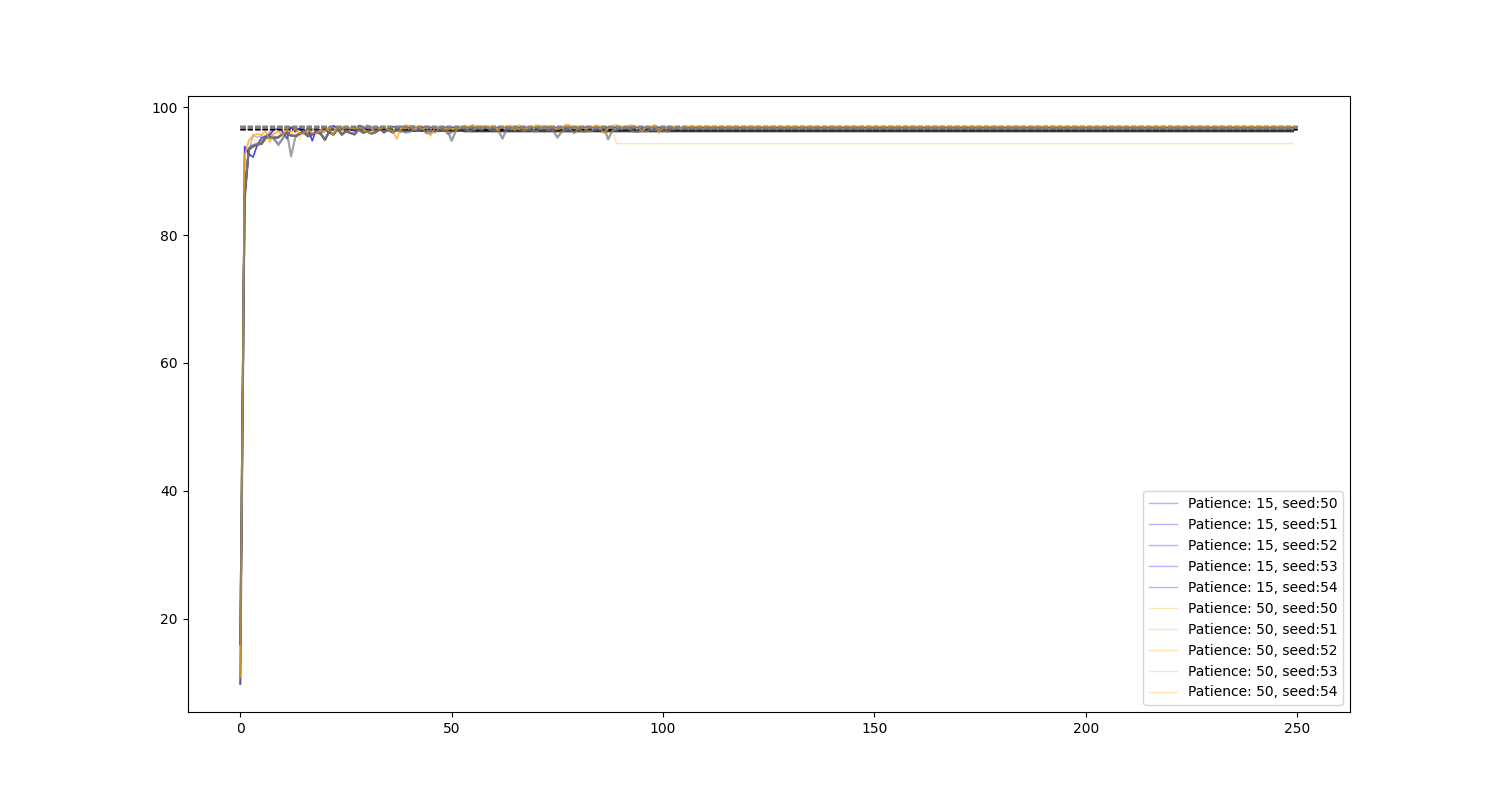 100
80
60
40
20
0
50
100
150
200
250
Patience: 15, seed:50
Patience: 15, seed:51
Patience: 15, seed:52
Patience: 15, seed:53
Patience: 15, seed:54
Patience: 50, seed:50
Patience: 50, seed:51
Patience: 50, seed:52
Patience: 50, seed:53
Patience: 50, seed:54